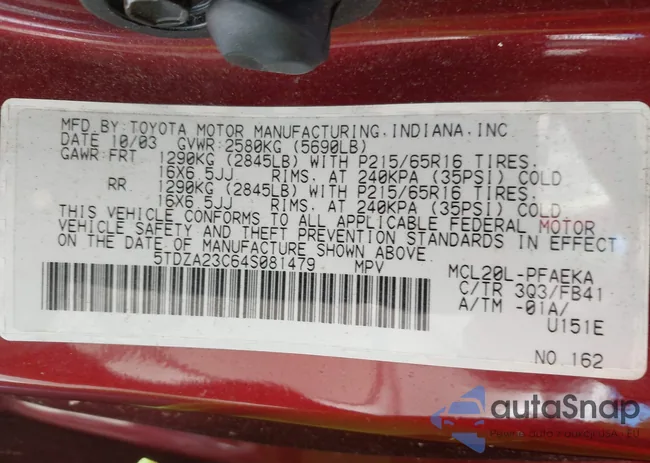 MFD.BY:TOYOTA MOTOR MANUFACTURING,INDIANA,INC
DATE 10/03 GVWR:2580KG (5690LB)
GAWR:FRT 1290KG (2845LB) WITH P215/65R16 TIRES.
16X6.5JJ RIMS. AT 240KPA (35PSI) COLD
RR 1290KG (2845LB) WITH P215/65R16 TIRES.
16X6.5JJ RIMS. AT 240KPA (35PSI) COLD.
THIS VEHICLE CONFORMS TO ALL APPLICABLE FEDERAL MOTOR
VEHICLE SAFETY AND THEFT PREVENTION STANDARDS IN EFFECT
ON THE DATE OF MANUFACTURE SHOWN ABOVE.
5TDZA23C64S081479 MPV
MCL20L-PFAEKA
C/TR 3Q3/FB41
A/TM -01A/
U151E
NO.162
autoSnap